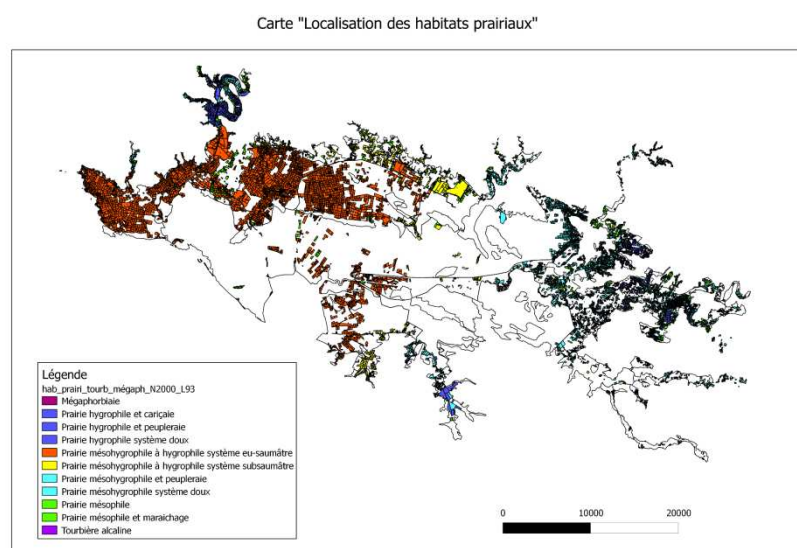 Carte "Localisation des habitats prairiaux"
Légende
hab_prairi_tourb_mégaph_N2000_L93
Mégaphorbiaie
Prairie hygrophile et cariçaie
Prairie hygrophile et peupleraie
Prairie hygrophile système doux
Prairie mésohygrophile à hygrophile système eu-saumâtre
Prairie mésohygrophile à hygrophile système subsaumâtre
Prairie mésohygrophile et peupleraie
Prairie mésohygrophile système doux
Prairie mésophile
Prairie mésophile et maraichage
Tourbière alcaline
0 10000 20000